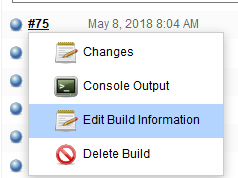 #75 May 8, 2018 8:04 AM
Changes
Console Output
Edit Build Information
Delete Build